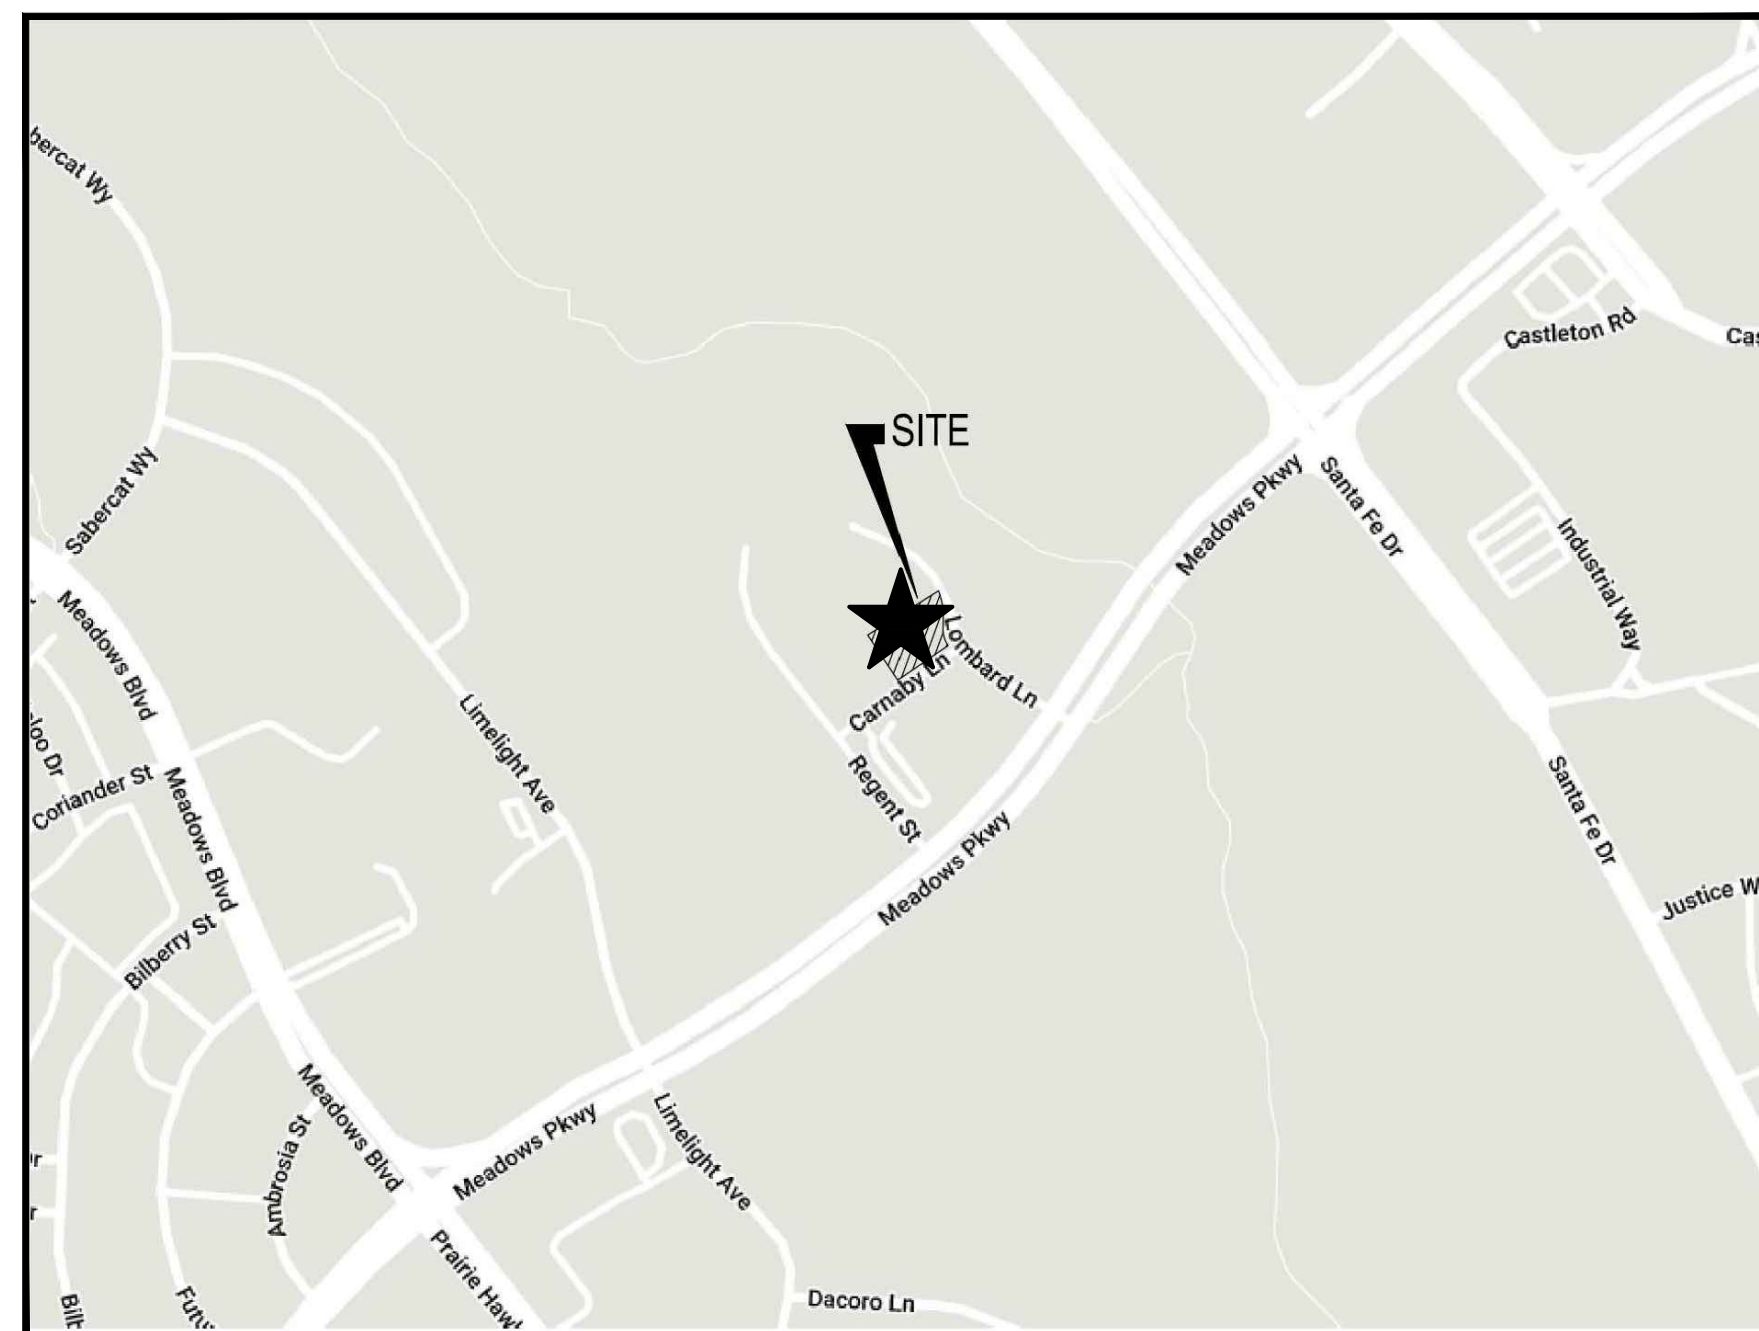 bercat Wy
Castleton Rd
Cas
SITE
Sabercat Wy
Meadows Pkwy
Santa Fe Dr
Industrial Way
Meadows Blvd
Lombard Ln
Carnaby Ln
Limelight Ave
loo Dr
Coriander St
Meadows Blvd
Regent St
Santa Fe Dr
Meadows Pkwy
Justice W
Bilberry St
Meadows Blvd
Ambrosia St
Meadows Pkwy
Limelight Ave
Prairie Hawk
Dacoro Ln
Bilb
Futu